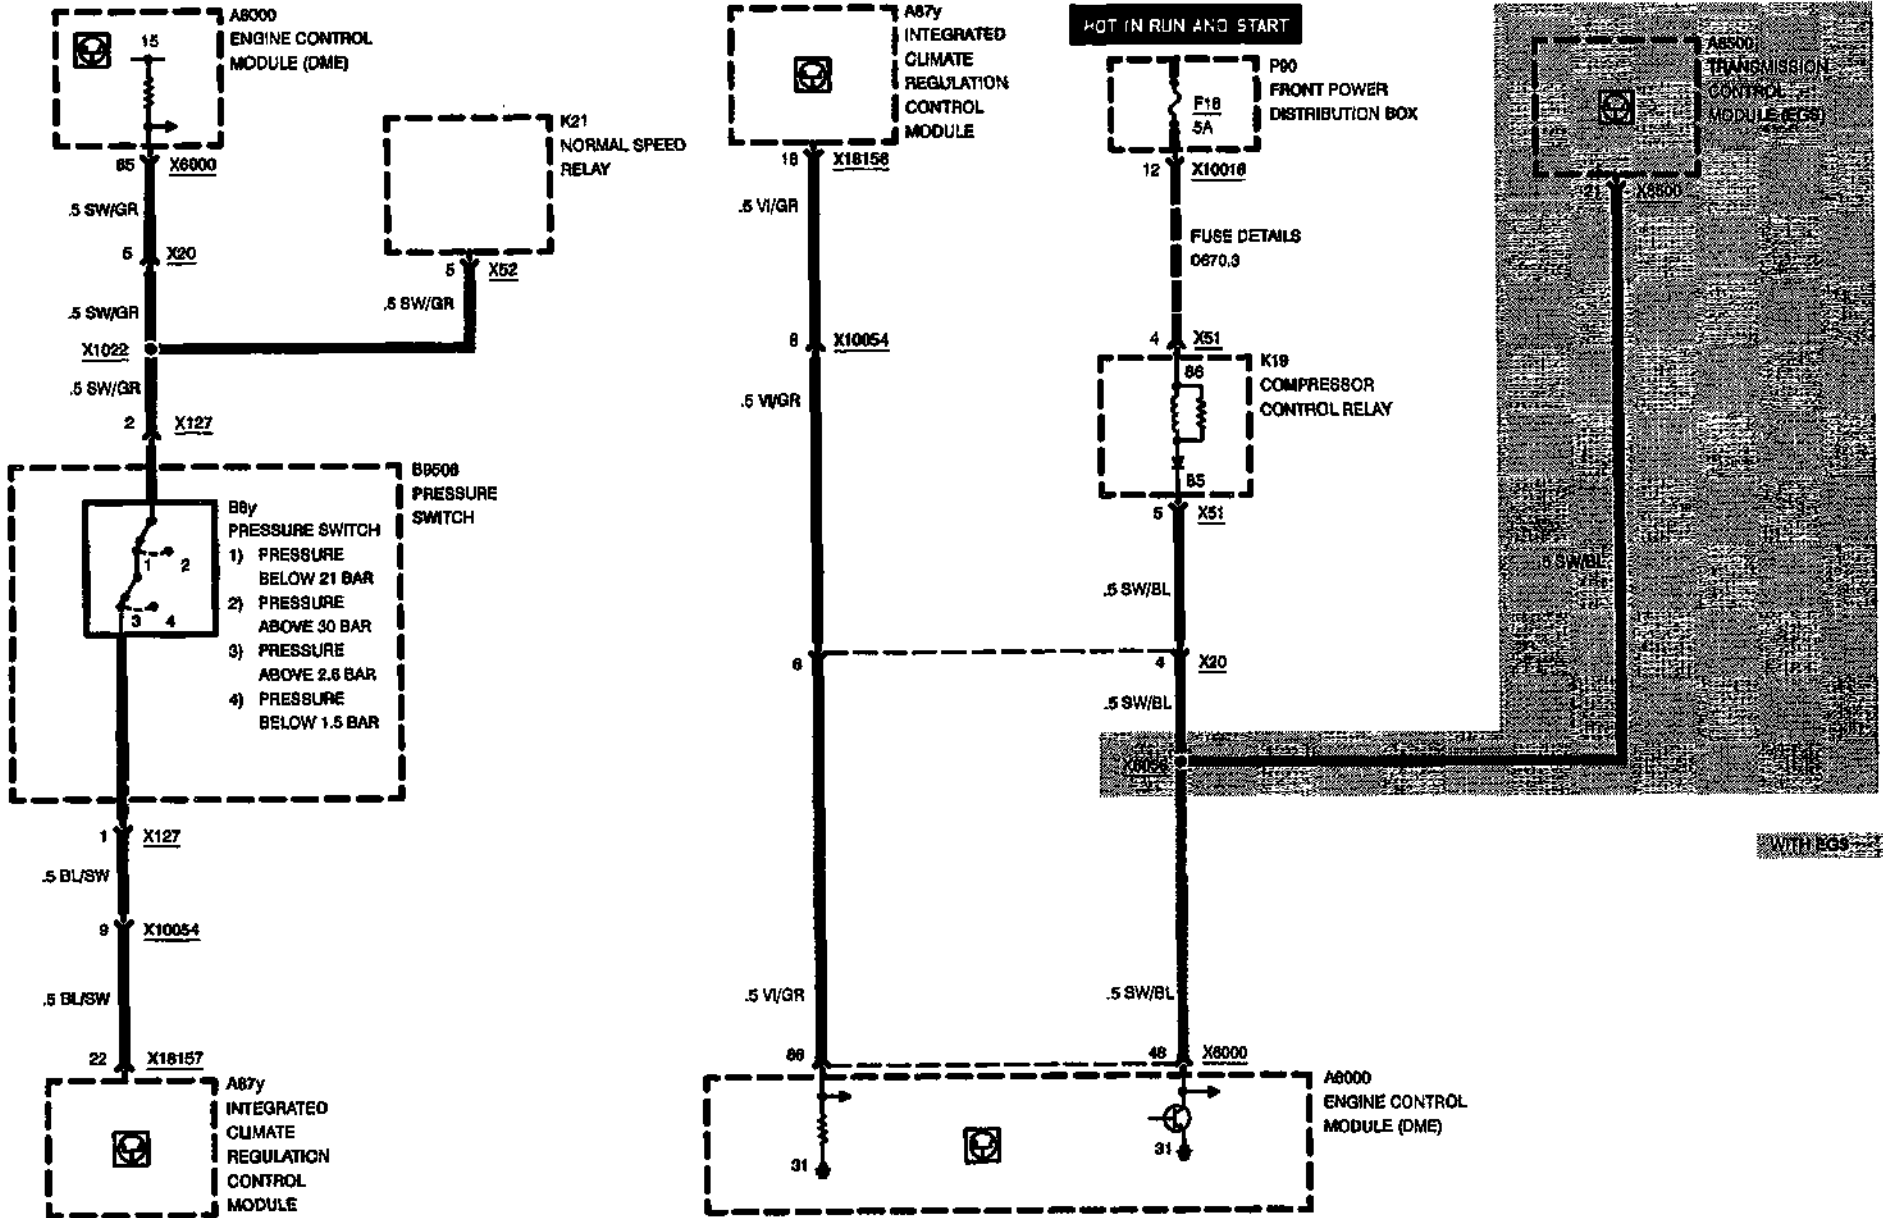 A6000
ENGINE CONTROL
MODULE (DME)
15
85 X6000
.5 SW/GR
5 X20
.5 SW/GR
X1022
.5 SW/GR
2 X127
K21
NORMAL SPEED
RELAY
5 X52
.5 SW/GR
B9506
PRESSURE
SWITCH
B8y
PRESSURE SWITCH
1) PRESSURE
BELOW 21 BAR
2) PRESSURE
ABOVE 30 BAR
3) PRESSURE
ABOVE 2.6 BAR
4) PRESSURE
BELOW 1.5 BAR
1 2
3 4
1 X127
.5 BL/SW
9 X10054
.5 BL/SW
22 X18157
A87y
INTEGRATED
CLIMATE
REGULATION
CONTROL
MODULE
A87y
INTEGRATED
CLIMATE
REGULATION
CONTROL
MODULE
18 X18156
.5 VI/GR
8 X10054
.5 VI/GR
6
.5 VI/GR
86
31
HOT IN RUN AND START
P90
FRONT POWER
DISTRIBUTION BOX
F18
5A
12 X10016
FUSE DETAILS
0670.3
4 X51
K19
COMPRESSOR
CONTROL RELAY
86
85
5 X51
.5 SW/BL
4 X20
.5 SW/BL
.5 SW/BL
48 X6000
31
A6000
ENGINE CONTROL
MODULE (DME)
A8500
TRANSMISSION
CONTROL
MODULE (EGS)
21 X8500
.5 SW/BL
WITH EGS